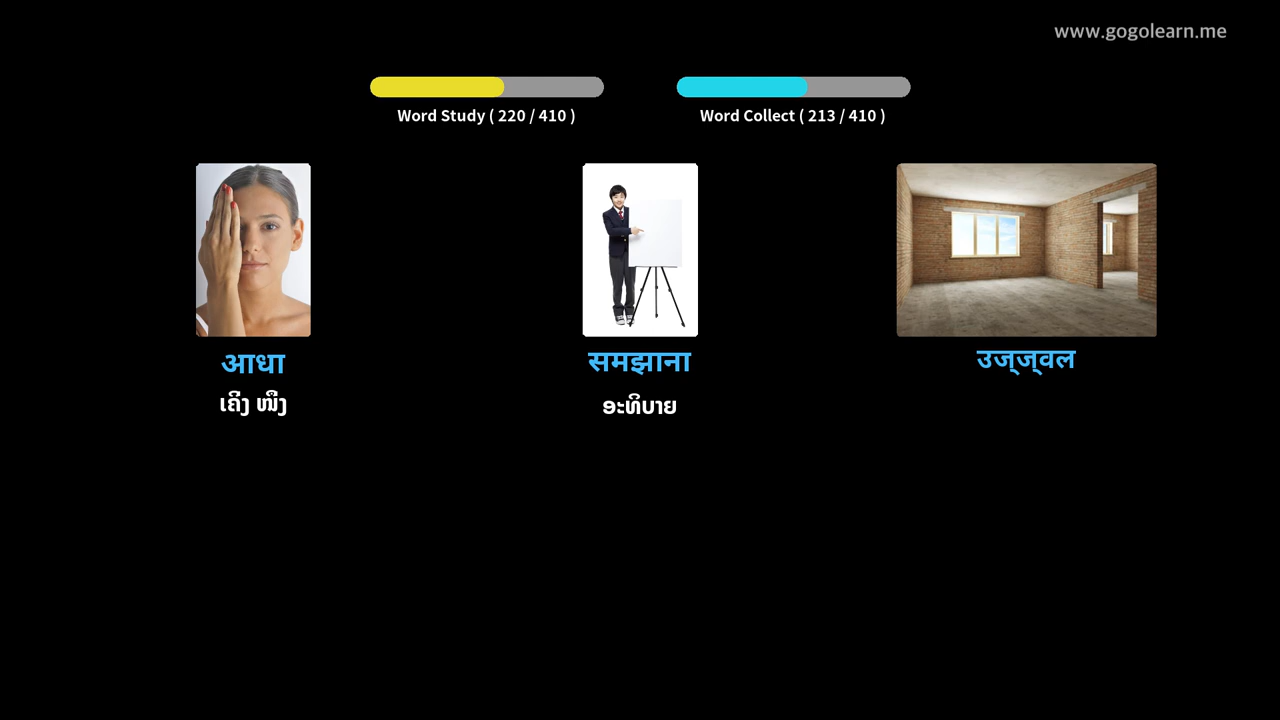 www.gogolearn.me
Word Study ( 220 / 410 )
Word Collect ( 213 / 410 )
आधा
समझाना
उज्ज्वल
ເຄິ່ງ ໜຶ່ງ
ອະທິບາຍ